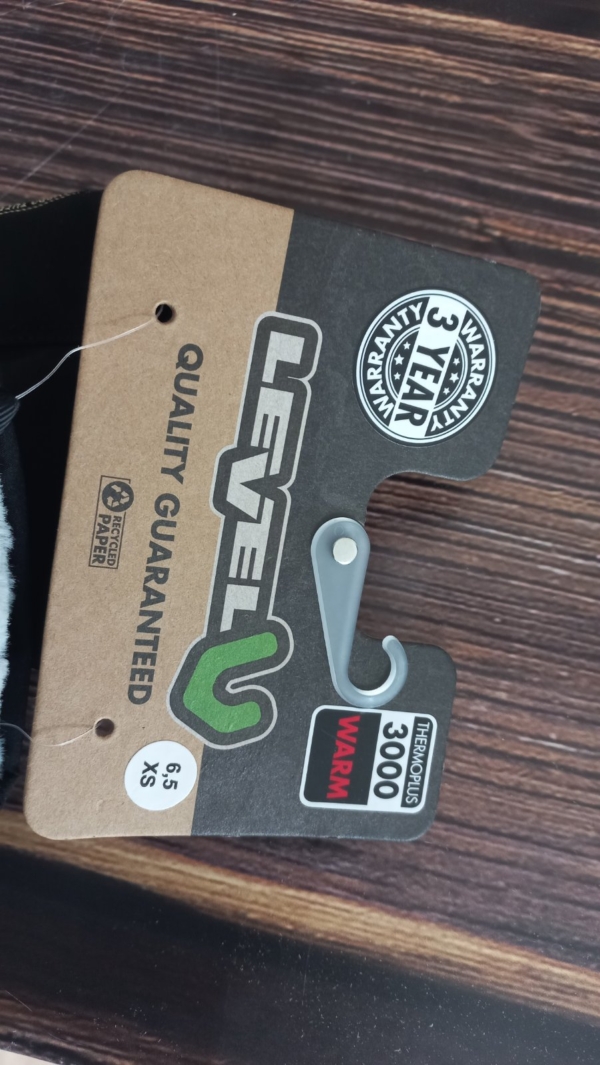 WARRANTY
3 YEAR
WARRANTY
THERMOPLUS
3000
WARM
LEVEL
QUALITY GUARANTEED
RECYCLED
PAPER
6,5
XS